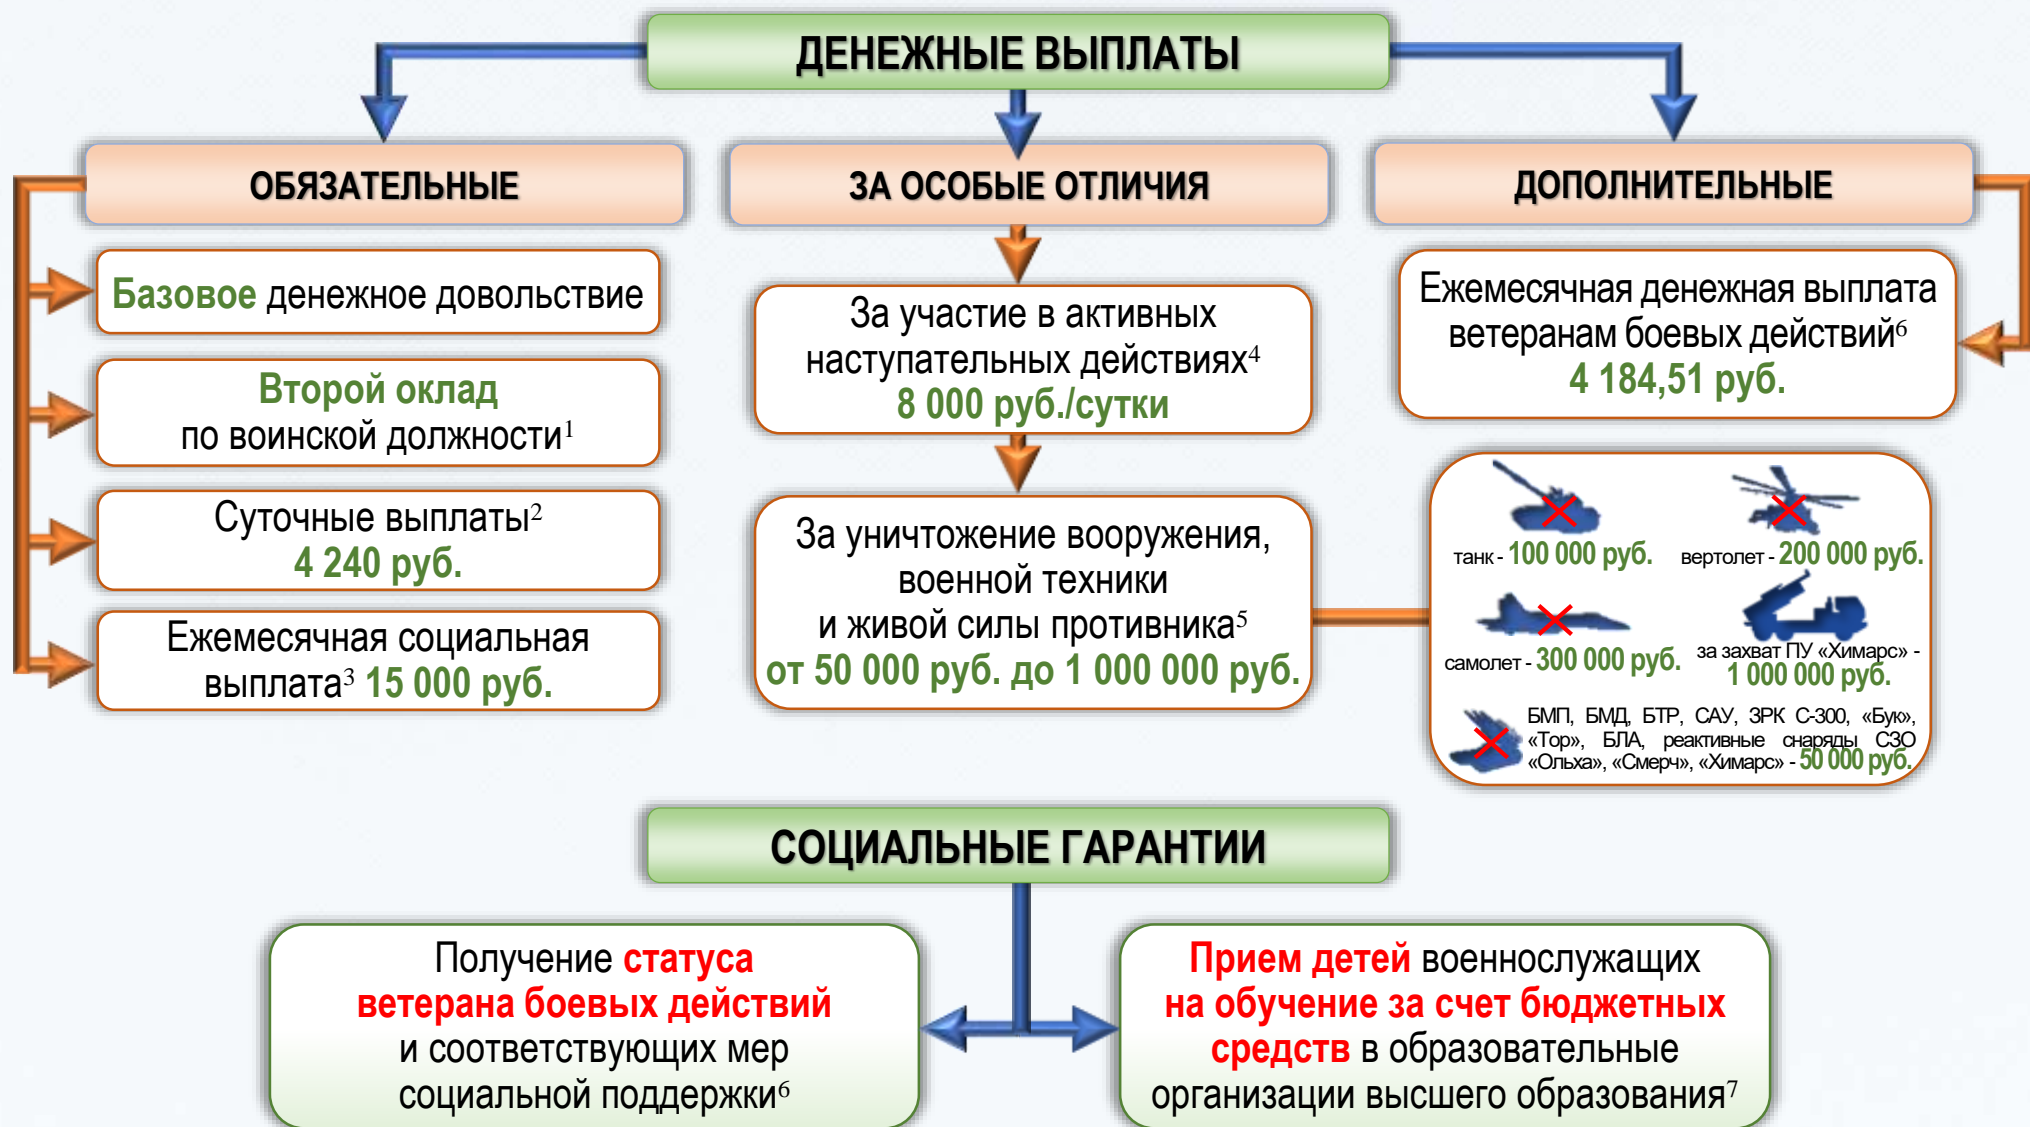 ДЕНЕЖНЫЕ ВЫПЛАТЫ
ОБЯЗАТЕЛЬНЫЕ
Базовое денежное довольствие
Второй оклад
по воинской должности¹
Суточные выплаты²
4 240 руб.
Ежемесячная социальная
выплата³ 15 000 руб.
ЗА ОСОБЫЕ ОТЛИЧИЯ
За участие в активных
наступательных действиях⁴
8 000 руб./сутки
За уничтожение вооружения,
военной техники
и живой силы противника⁵
от 50 000 руб. до 1 000 000 руб.
ДОПОЛНИТЕЛЬНЫЕ
Ежемесячная денежная выплата
ветеранам боевых действий⁶
4 184,51 руб.
танк - 100 000 руб.
вертолет - 200 000 руб.
самолет - 300 000 руб.
за захват ПУ «Химарс» -
1 000 000 руб.
БМП, БМД, БТР, САУ, ЗРК С-300, «Бук»,
«Тор», БЛА, реактивные снаряды СЗО
«Ольха», «Смерч», «Химарс» - 50 000 руб.
СОЦИАЛЬНЫЕ ГАРАНТИИ
Получение статуса
ветерана боевых действий
и соответствующих мер
социальной поддержки⁶
Прием детей военнослужащих
на обучение за счет бюджетных
средств в образовательные
организации высшего образования⁷